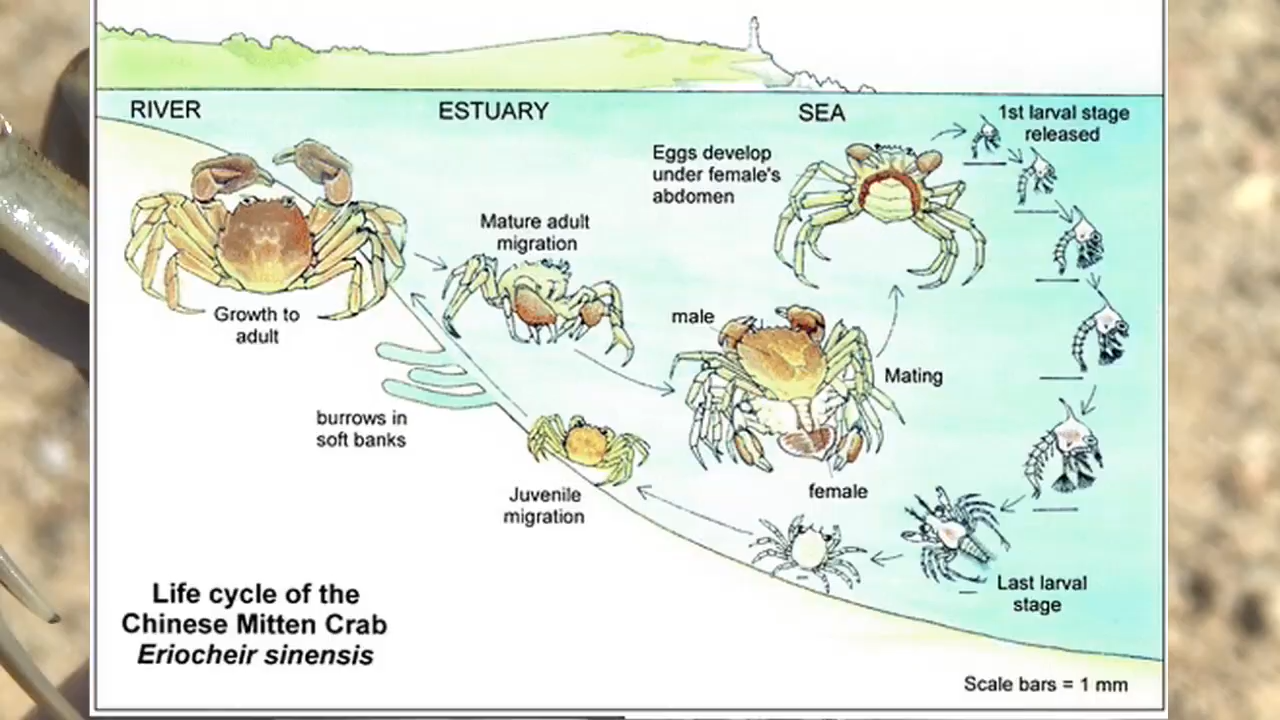 RIVER
ESTUARY
SEA
1st larval stage
released
Eggs develop
under female's
abdomen
Mature adult
migration
Growth to
adult
male
Mating
burrows in
soft banks
female
Juvenile
migration
Last larval
stage
Life cycle of the
Chinese Mitten Crab
Eriocheir sinensis
Scale bars = 1 mm